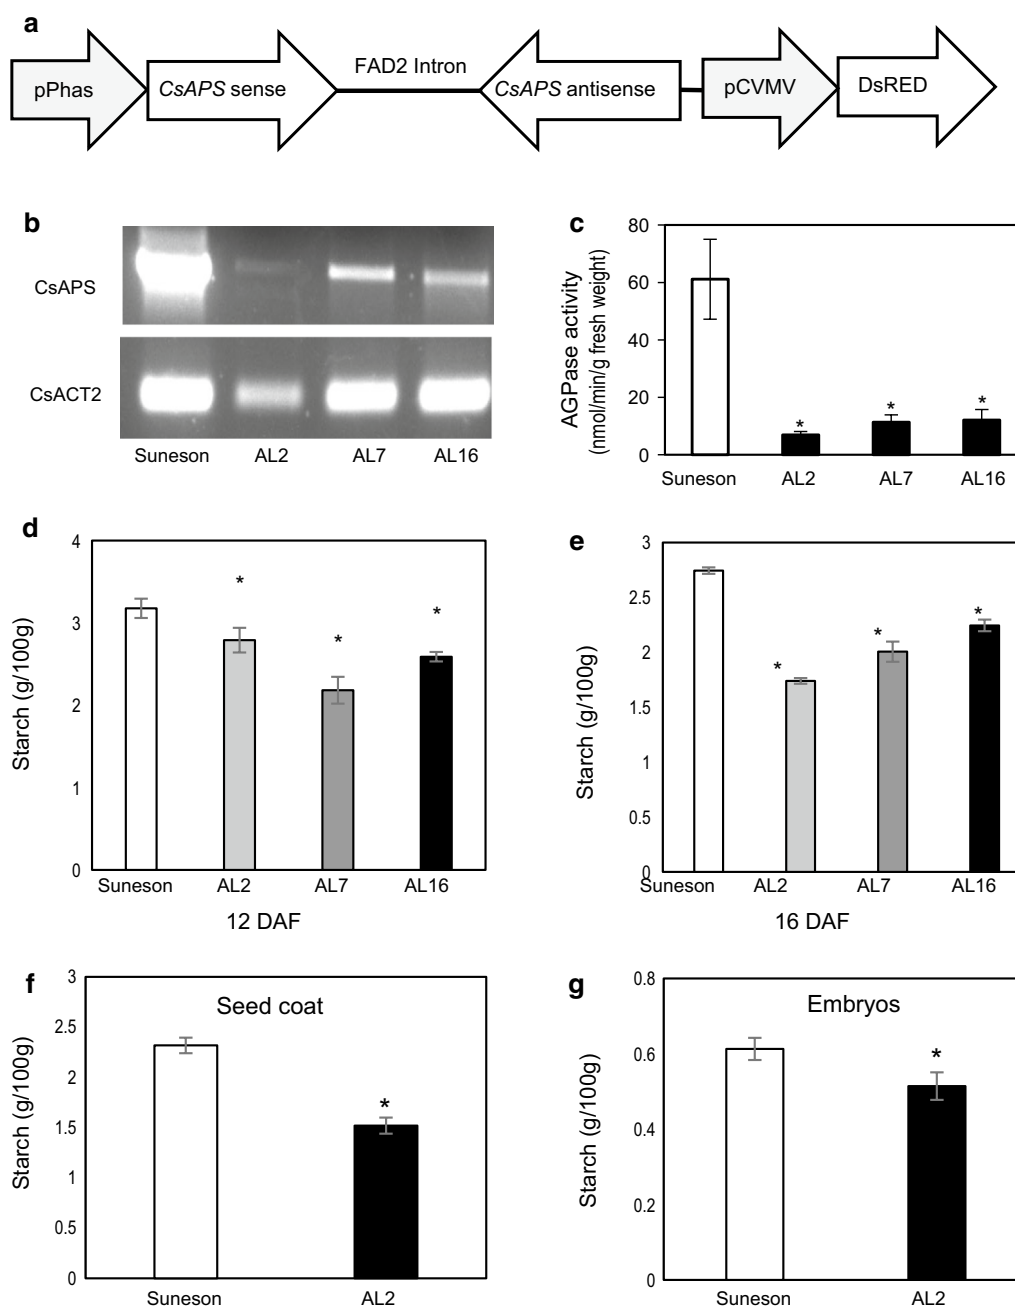 a
pPhas
CsAPS sense
FAD2 Intron
CsAPS antisense
pCVMV
DsRED
b
CsAPS
CsACT2
Suneson AL2 AL7 AL16
c
AGPase activity
(nmol/min/g fresh weight)
80
60
40
20
0
* * *
Suneson AL2 AL7 AL16
d
Starch (g/100g)
4
3
2
1
0
* * *
Suneson AL2 AL7 AL16
12 DAF
e
Starch (g/100g)
3
2.5
2
1.5
1
0.5
0
* * *
Suneson AL2 AL7 AL16
16 DAF
f
Seed coat
Starch (g/100g)
3
2.5
2
1.5
1
0.5
0
*
Suneson AL2
g
Embryos
Starch (g/100g)
0.8
0.6
0.4
0.2
0
*
Suneson AL2